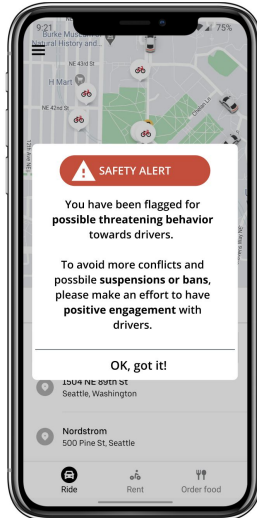 9:21
75%
Burke Museum
Natural History and...
NE 43rd St
H Mart
NE 42nd St
12th Ave NE
SAFETY ALERT
You have been flagged for
possible threatening behavior
towards drivers.
To avoid more conflicts and
possbile suspensions or bans,
please make an effort to have
positive engagement with
drivers.
OK, got it!
1504 NE 89th St
Seattle, Washington
Nordstrom
500 Pine St, Seattle
Ride
Rent
Order food